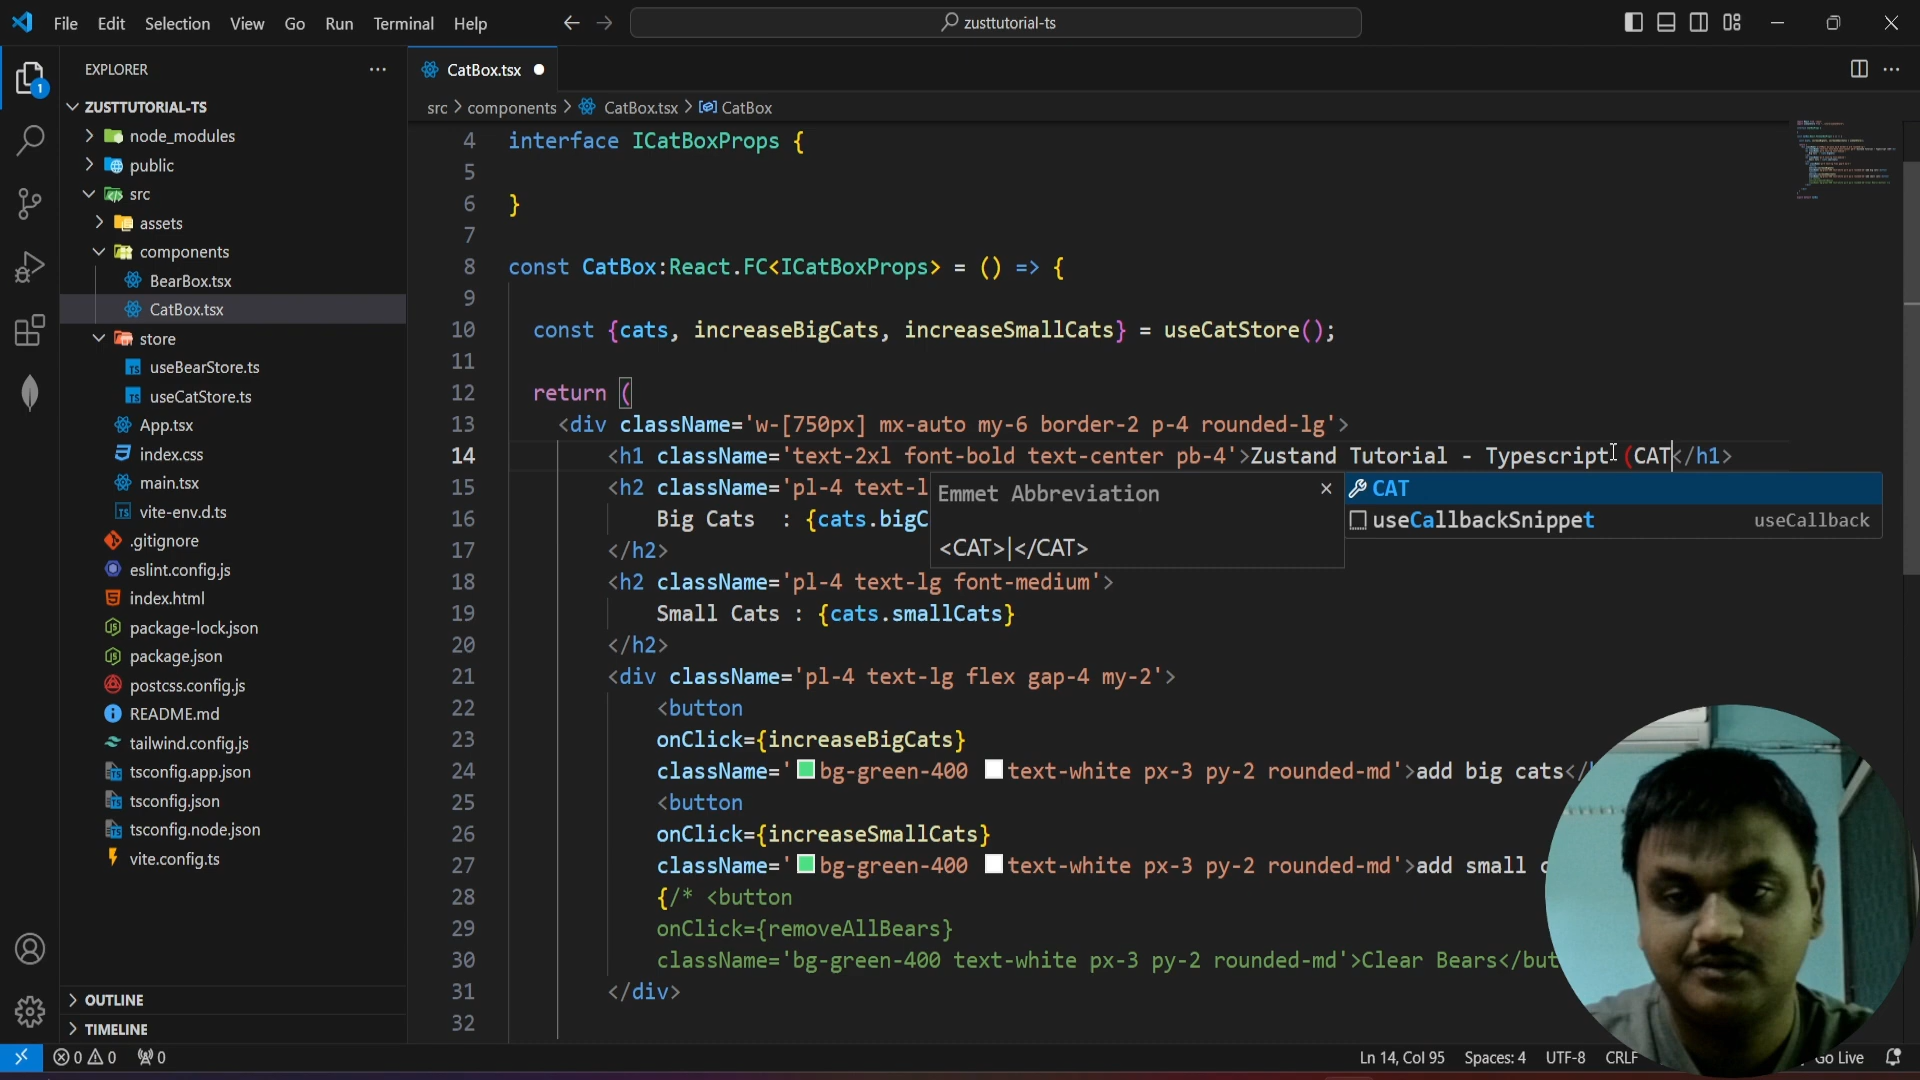 File Edit Selection View Go Run Terminal Help
zusttutorial-ts
EXPLORER
1
ZUSTTUTORIAL-TS
node_modules
public
src
assets
components
BearBox.tsx
CatBox.tsx
store
useBearStore.ts
useCatStore.ts
App.tsx
index.css
main.tsx
vite-env.d.ts
.gitignore
eslint.config.js
index.html
package-lock.json
package.json
postcss.config.js
README.md
tailwind.config.js
tsconfig.app.json
tsconfig.json
tsconfig.node.json
vite.config.ts
OUTLINE
TIMELINE
CatBox.tsx
src > components > CatBox.tsx > CatBox
4 interface ICatBoxProps {
5
6 }
7
8 const CatBox:React.FC<ICatBoxProps> = () => {
9
10 const {cats, increaseBigCats, increaseSmallCats} = useCatStore();
11
12 return (
13 <div className='w-[750px] mx-auto my-6 border-2 p-4 rounded-lg'>
14 <h1 className='text-2xl font-bold text-center pb-4'>Zustand Tutorial - Typescript (CAT</h1>
15 <h2 className='pl-4 text-l
16 Big Cats : {cats.bigC
17 </h2>
18 <h2 className='pl-4 text-lg font-medium'>
19 Small Cats : {cats.smallCats}
20 </h2>
21 <div className='pl-4 text-lg flex gap-4 my-2'>
22 <button
23 onClick={increaseBigCats}
24 className='bg-green-400 text-white px-3 py-2 rounded-md'>add big cats</
25 <button
26 onClick={increaseSmallCats}
27 className='bg-green-400 text-white px-3 py-2 rounded-md'>add small
28 {/* <button
29 onClick={removeAllBears}
30 className='bg-green-400 text-white px-3 py-2 rounded-md'>Clear Bears</but
31 </div>
32
Emmet Abbreviation
<CAT>|</CAT>
CAT
useCallbackSnippet useCallback
0 0 0
Ln 14, Col 95 Spaces: 4 UTF-8 CRLF Go Live